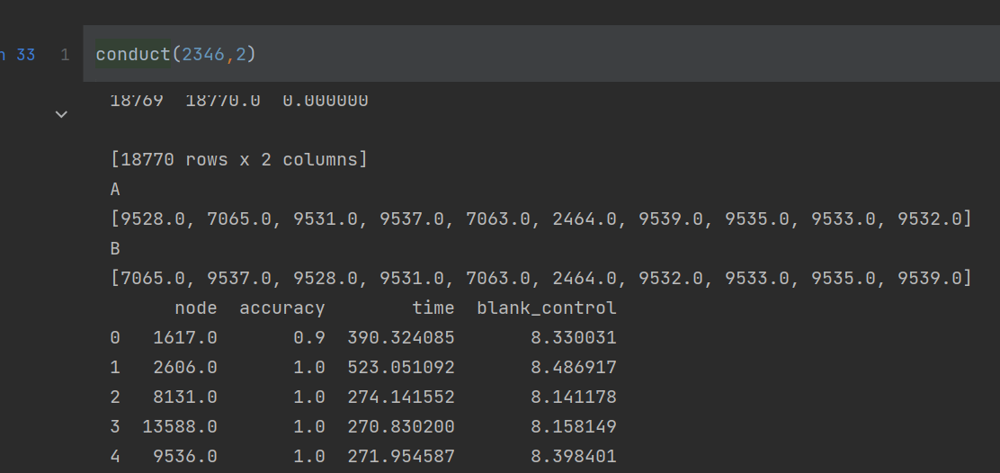 n 33 1 conduct(2346,2)
18769 18770.0 0.000000
[18770 rows x 2 columns]
A
[9528.0, 7065.0, 9531.0, 9537.0, 7063.0, 2464.0, 9539.0, 9535.0, 9533.0, 9532.0]
B
[7065.0, 9537.0, 9528.0, 9531.0, 7063.0, 2464.0, 9532.0, 9533.0, 9535.0, 9539.0]
node accuracy time blank_control
0 1617.0 0.9 390.324085 8.330031
1 2606.0 1.0 523.051092 8.486917
2 8131.0 1.0 274.141552 8.141178
3 13588.0 1.0 270.830200 8.158149
4 9536.0 1.0 271.954587 8.398401